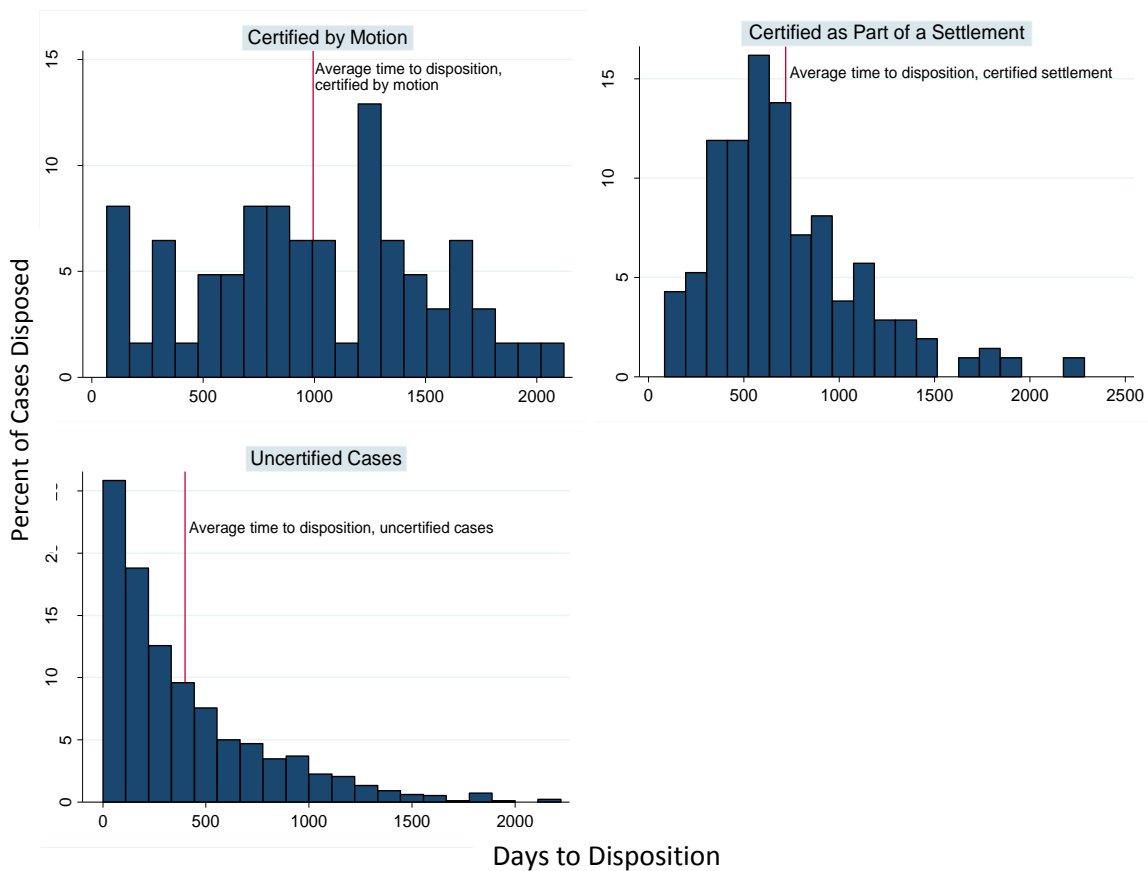 Certified by Motion
Average time to disposition,
certified by motion
15
10
5
0
0 500 1000 1500 2000
Certified as Part of a Settlement
Average time to disposition, certified settlement
15
10
5
0
0 500 1000 1500 2000 2500
Percent of Cases Disposed
Uncertified Cases
Average time to disposition, uncertified cases
15
10
5
0
0 500 1000 1500 2000
Days to Disposition